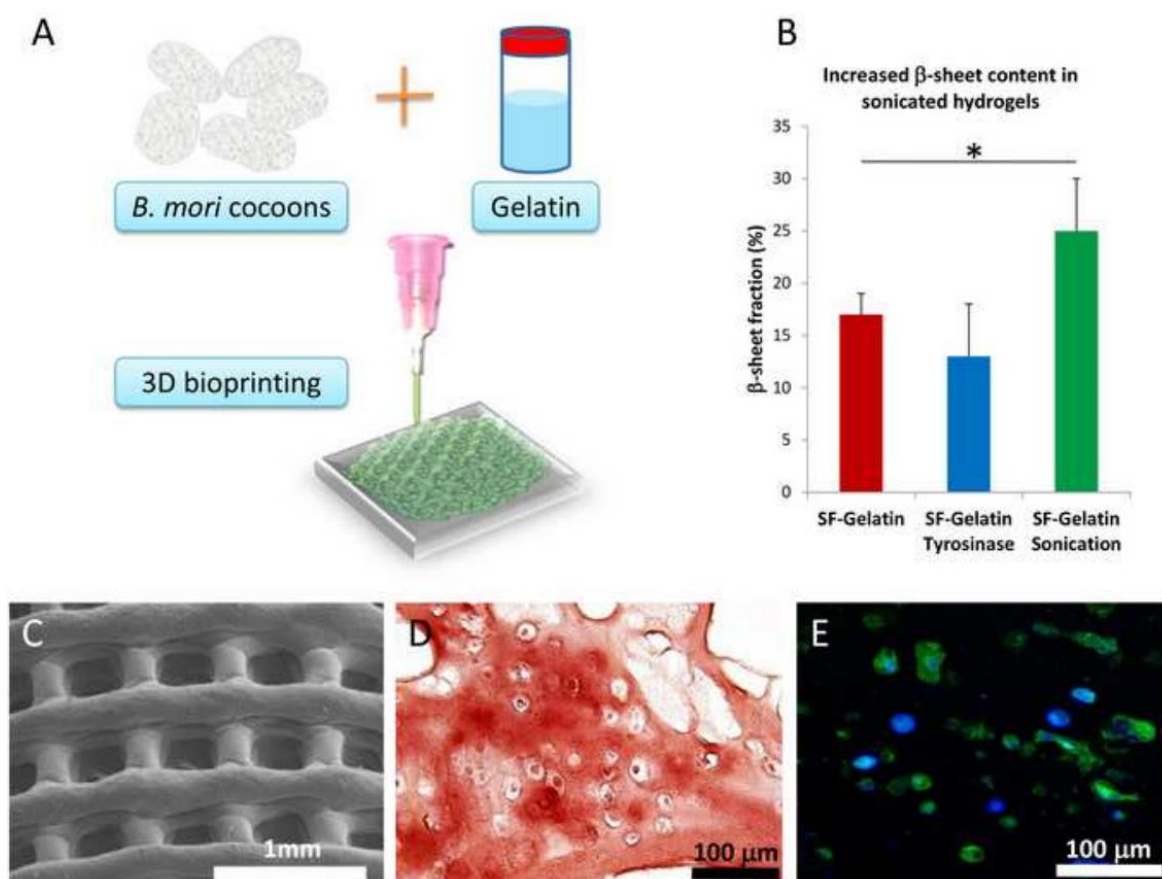 A
B. mori cocoons
Gelatin
3D bioprinting
B
Increased β-sheet content in
sonicated hydrogels
β-sheet fraction (%)
35
30
25
20
15
10
5
0
*
SF-Gelatin
SF-Gelatin
Tyrosinase
SF-Gelatin
Sonication
C
1mm
D
100 μm
E
100 μm